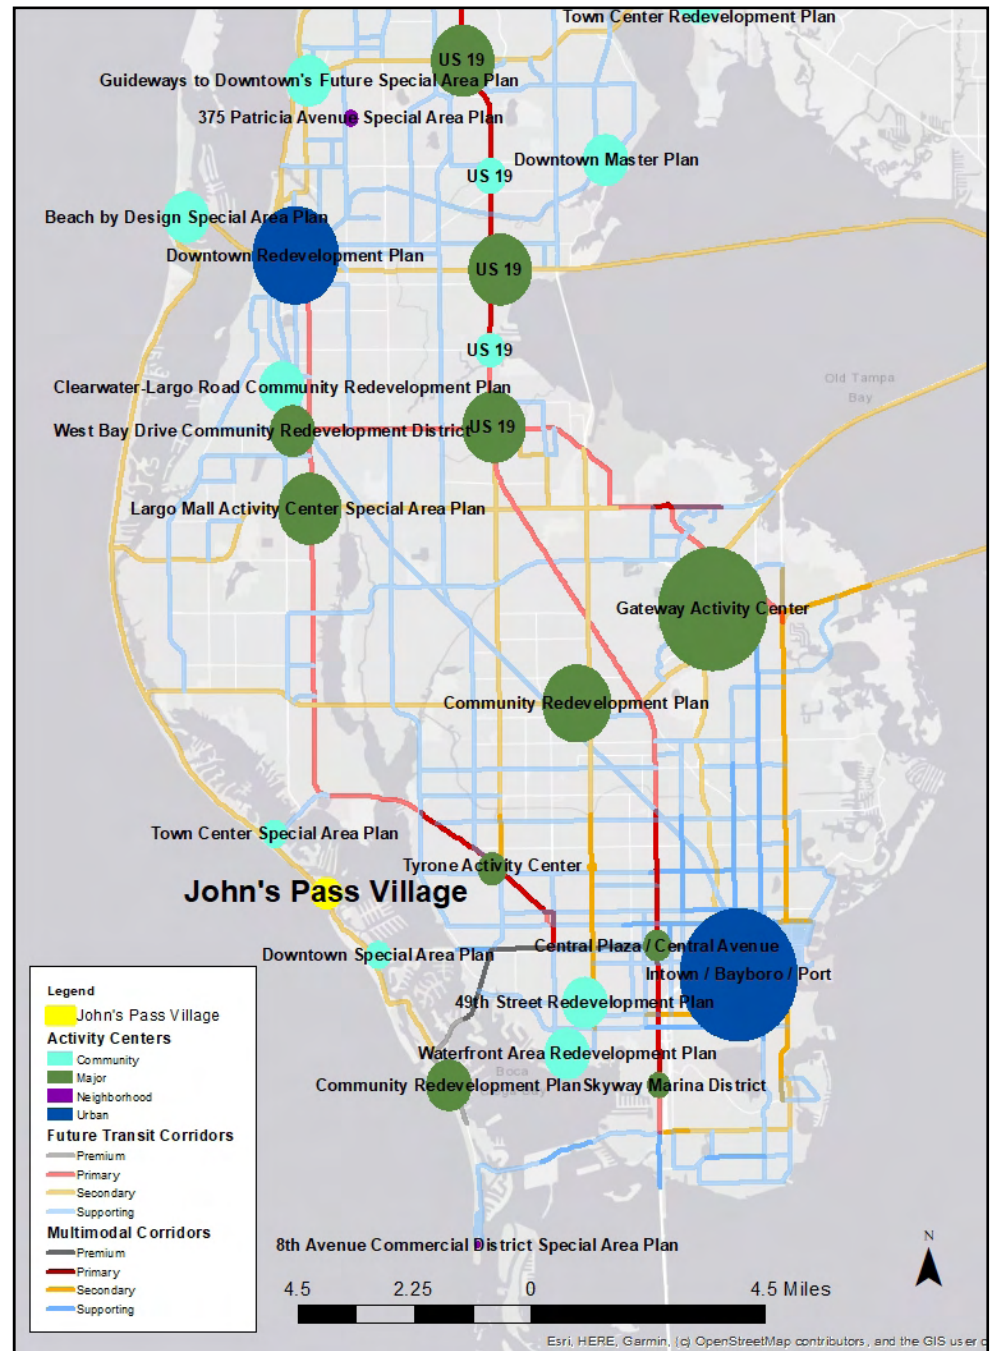 Town Center Redevelopment Plan
US 19
Guideways to Downtown's Future Special Area Plan
375 Patricia Avenue Special Area Plan
Downtown Master Plan
US 19
Beach by Design Special Area Plan
Downtown Redevelopment Plan
US 19
US 19
Old Tampa
Bay
Clearwater-Largo Road Community Redevelopment Plan
West Bay Drive Community Redevelopment District
US 19
Largo Mall Activity Center Special Area Plan
Gateway Activity Center
Community Redevelopment Plan
Town Center Special Area Plan
Tyrone Activity Center
John's Pass Village
Central Plaza / Central Avenue
Downtown Special Area Plan
Intown / Bayboro / Port
49th Street Redevelopment Plan
Waterfront Area Redevelopment Plan
Boca
Community Redevelopment Plan
Skyway Marina District
8th Avenue Commercial District Special Area Plan
Legend
John's Pass Village
Activity Centers
Community
Major
Neighborhood
Urban
Future Transit Corridors
Premium
Primary
Secondary
Supporting
Multimodal Corridors
Premium
Primary
Secondary
Supporting
N
4.5 2.25 0 4.5 Miles
Esri, HERE, Garmin, (c) OpenStreetMap contributors, and the GIS user